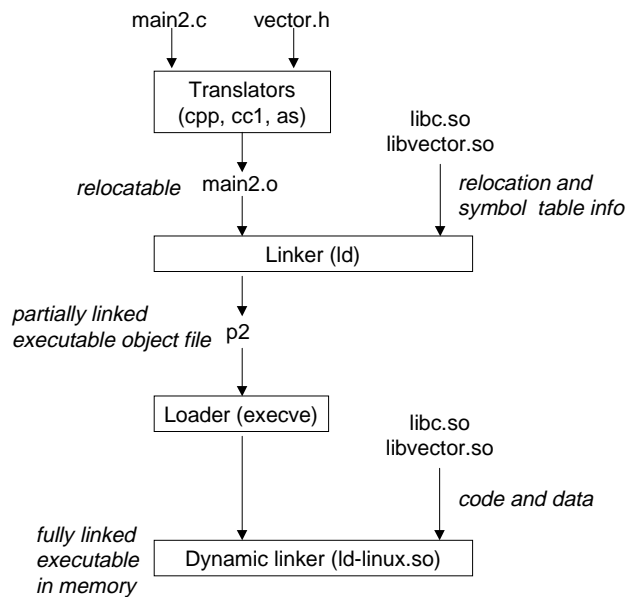 main2.c vector.h
Translators
(cpp, cc1, as)
libc.so
libvector.so
relocatable main2.o
relocation and
symbol table info
Linker (ld)
partially linked
executable object file
p2
Loader (execve)
libc.so
libvector.so
code and data
fully linked
executable
in memory
Dynamic linker (ld-linux.so)